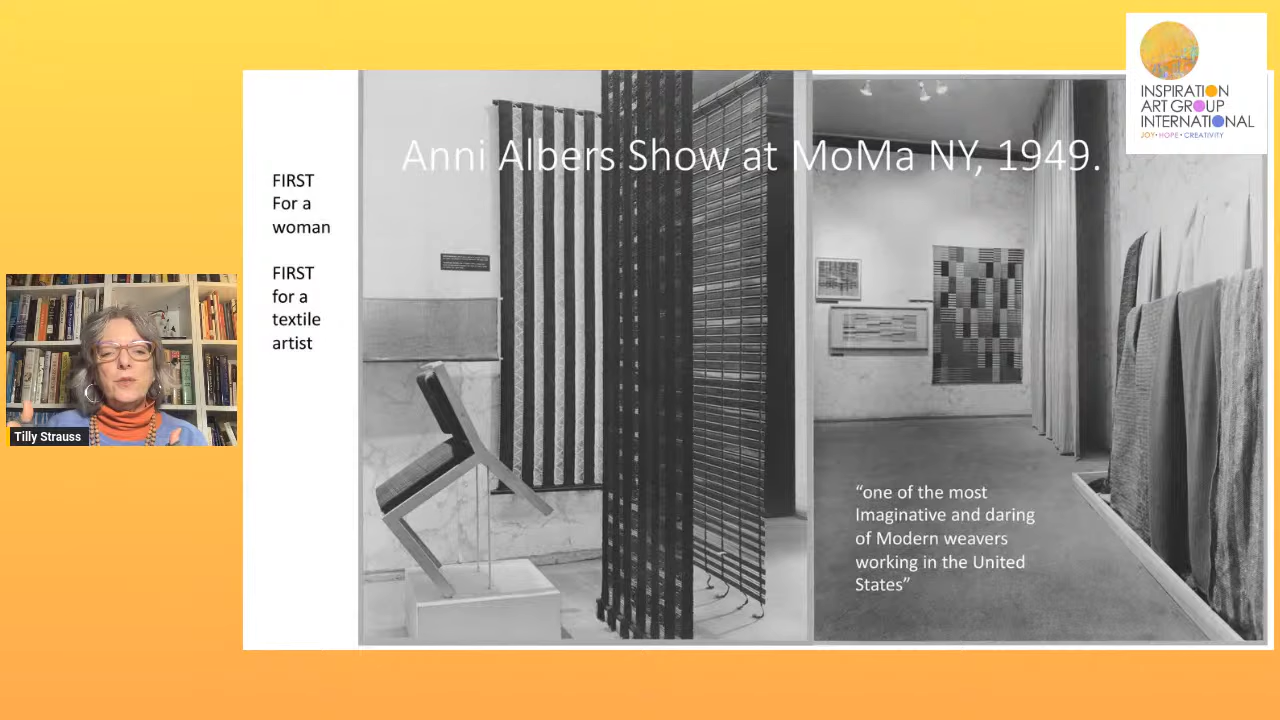 INSPIRATION
ART GROUP
INTERNATIONAL
JOY • HOPE • CREATIVITY
Anni Albers Show at MoMa NY, 1949.
FIRST
For a
woman
FIRST
for a
textile
artist
Tilly Strauss
“one of the most
Imaginative and daring
of Modern weavers
working in the United
States”